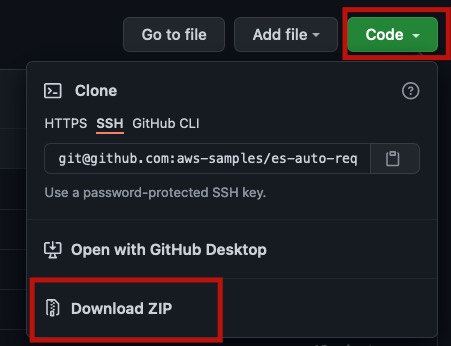 Go to file Add file Code
Clone
HTTPS SSH GitHub CLI
git@github.com:aws-samples/es-auto-req
Use a password-protected SSH key.
Open with GitHub Desktop
Download ZIP